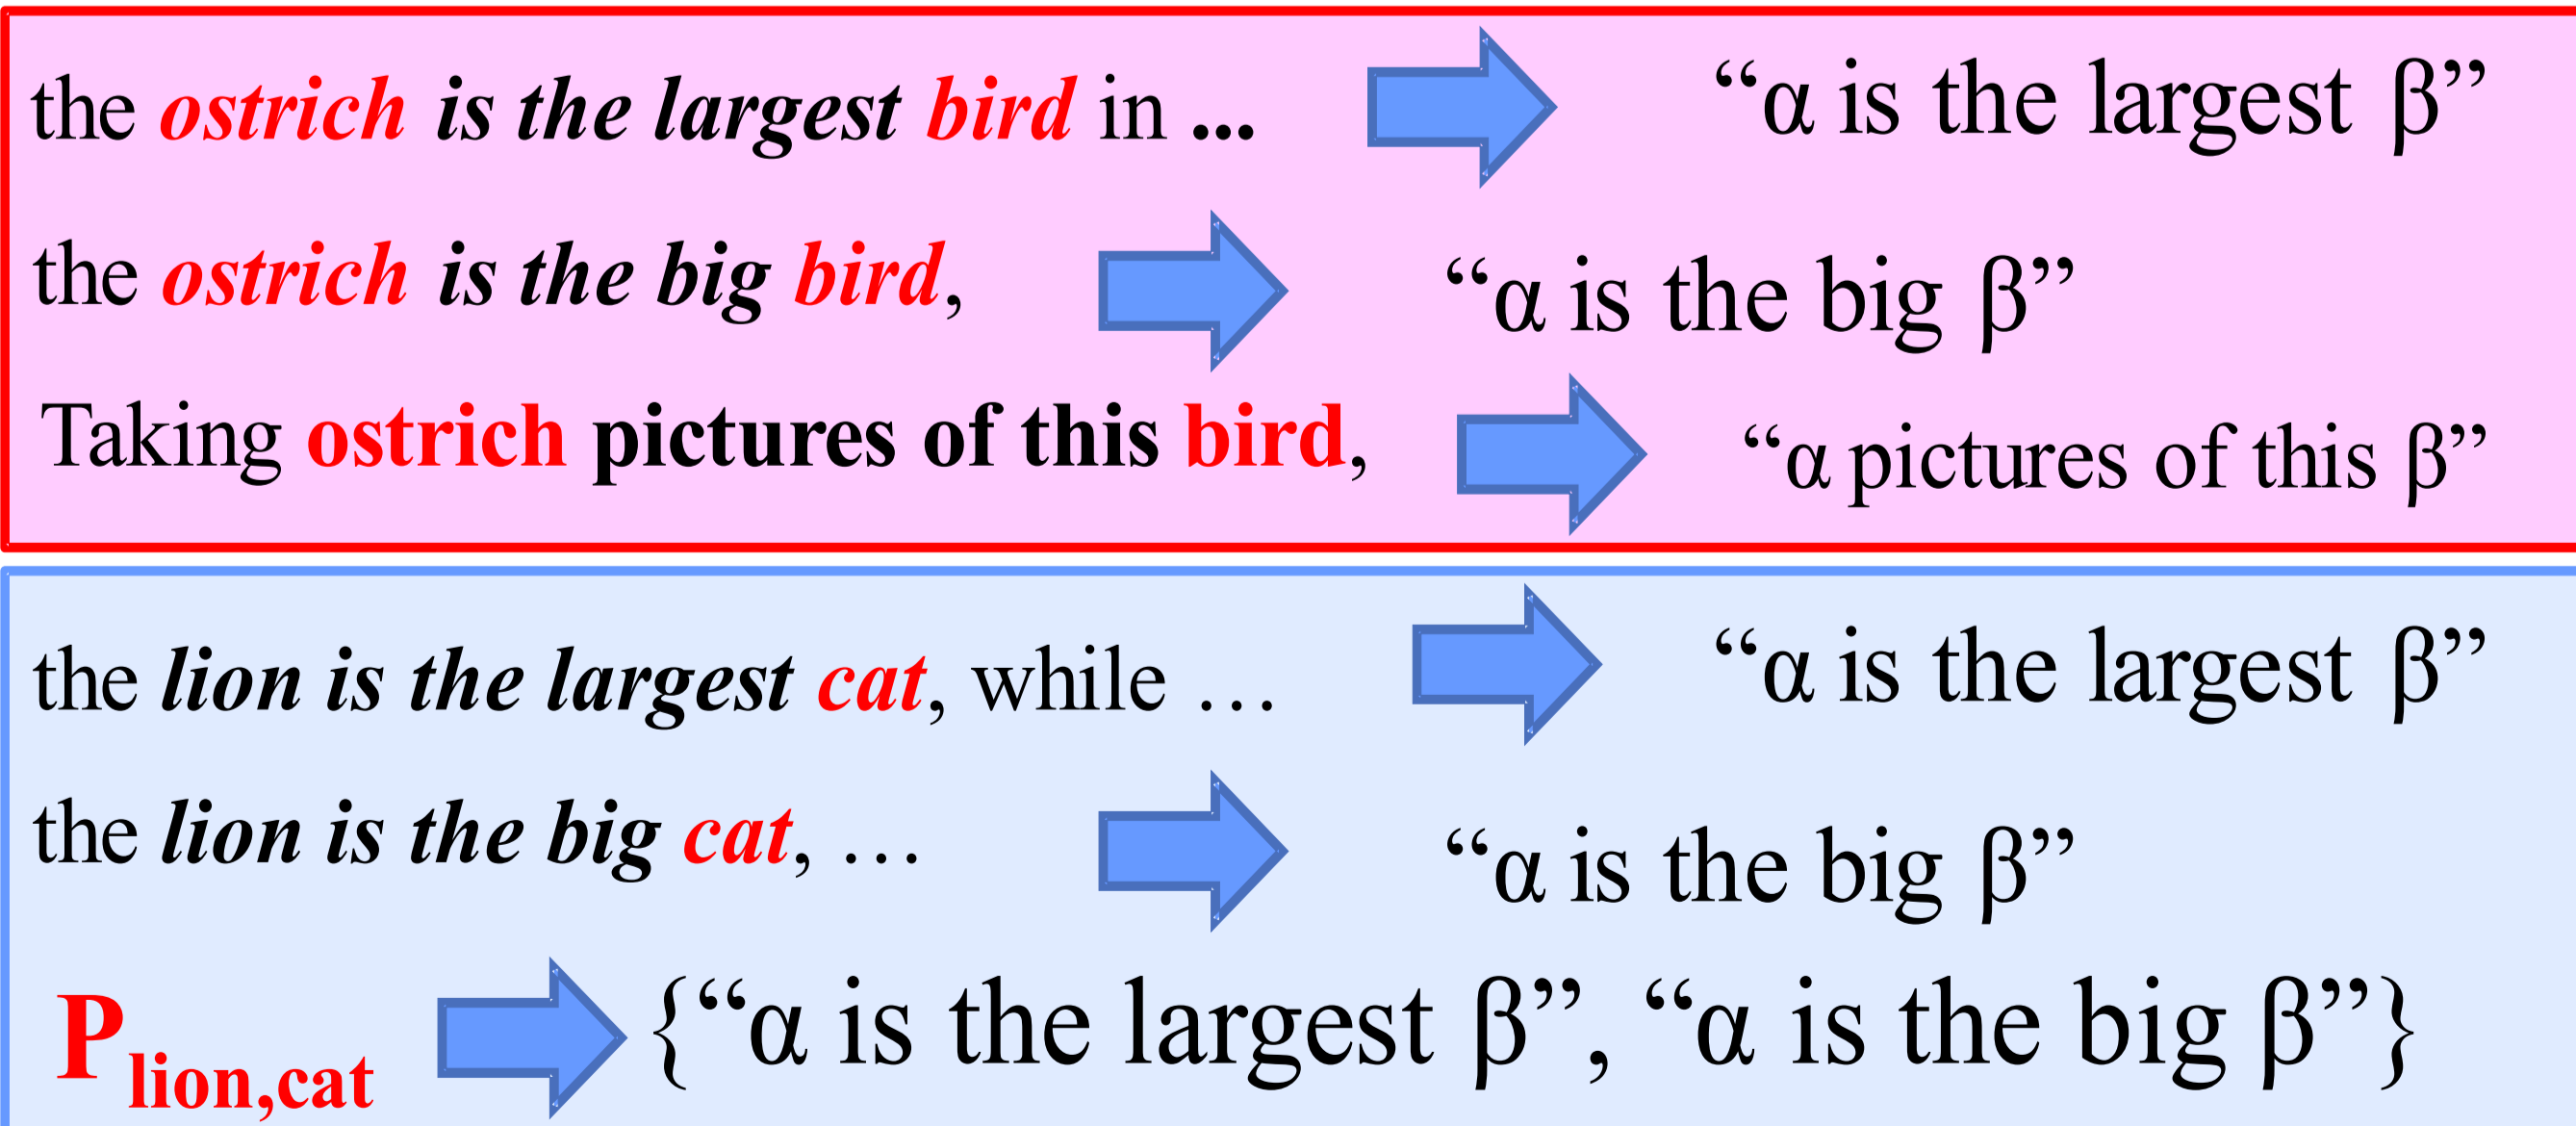 the ostrich is the largest bird in ... “α is the largest β”
the ostrich is the big bird, “α is the big β”
Taking ostrich pictures of this bird, “α pictures of this β”
the lion is the largest cat, while … “α is the largest β”
the lion is the big cat, … “α is the big β”
P lion,cat {“α is the largest β”, “α is the big β”}